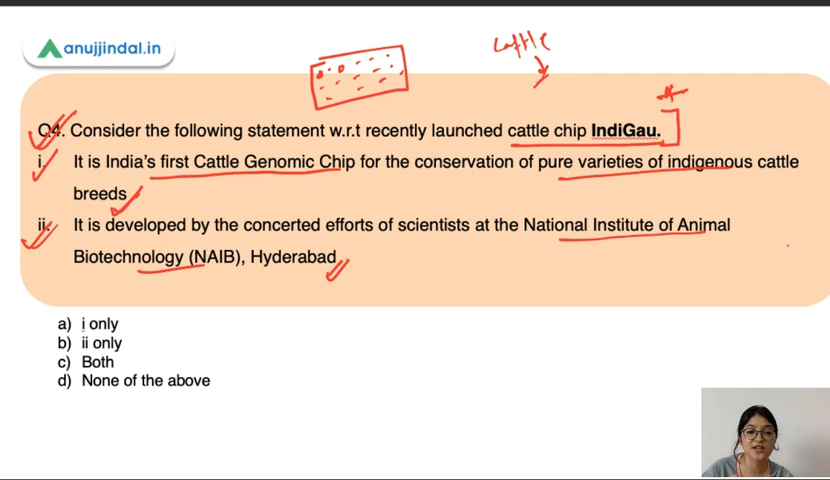 anujjindal.in
cattle
Q4. Consider the following statement w.r.t recently launched cattle chip IndiGau.
i. It is India's first Cattle Genomic Chip for the conservation of pure varieties of indigenous cattle
breeds
ii. It is developed by the concerted efforts of scientists at the National Institute of Animal
Biotechnology (NAIB), Hyderabad
a) i only
b) ii only
c) Both
d) None of the above